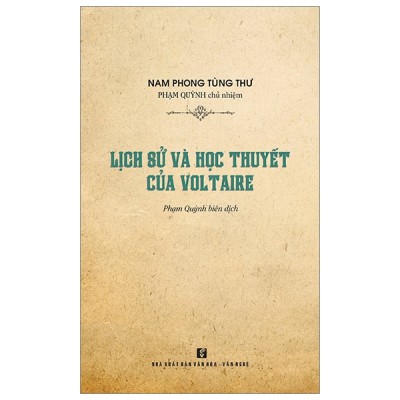 NAM PHONG TÙNG THƯ
PHẠM QUỲNH chủ nhiệm
LỊCH SỬ VÀ HỌC THUYẾT
CỦA VOLTAIRE
Phạm Quỳnh biên dịch
NHÀ XUẤT BẢN VĂN HÓA - VĂN NGHỆ